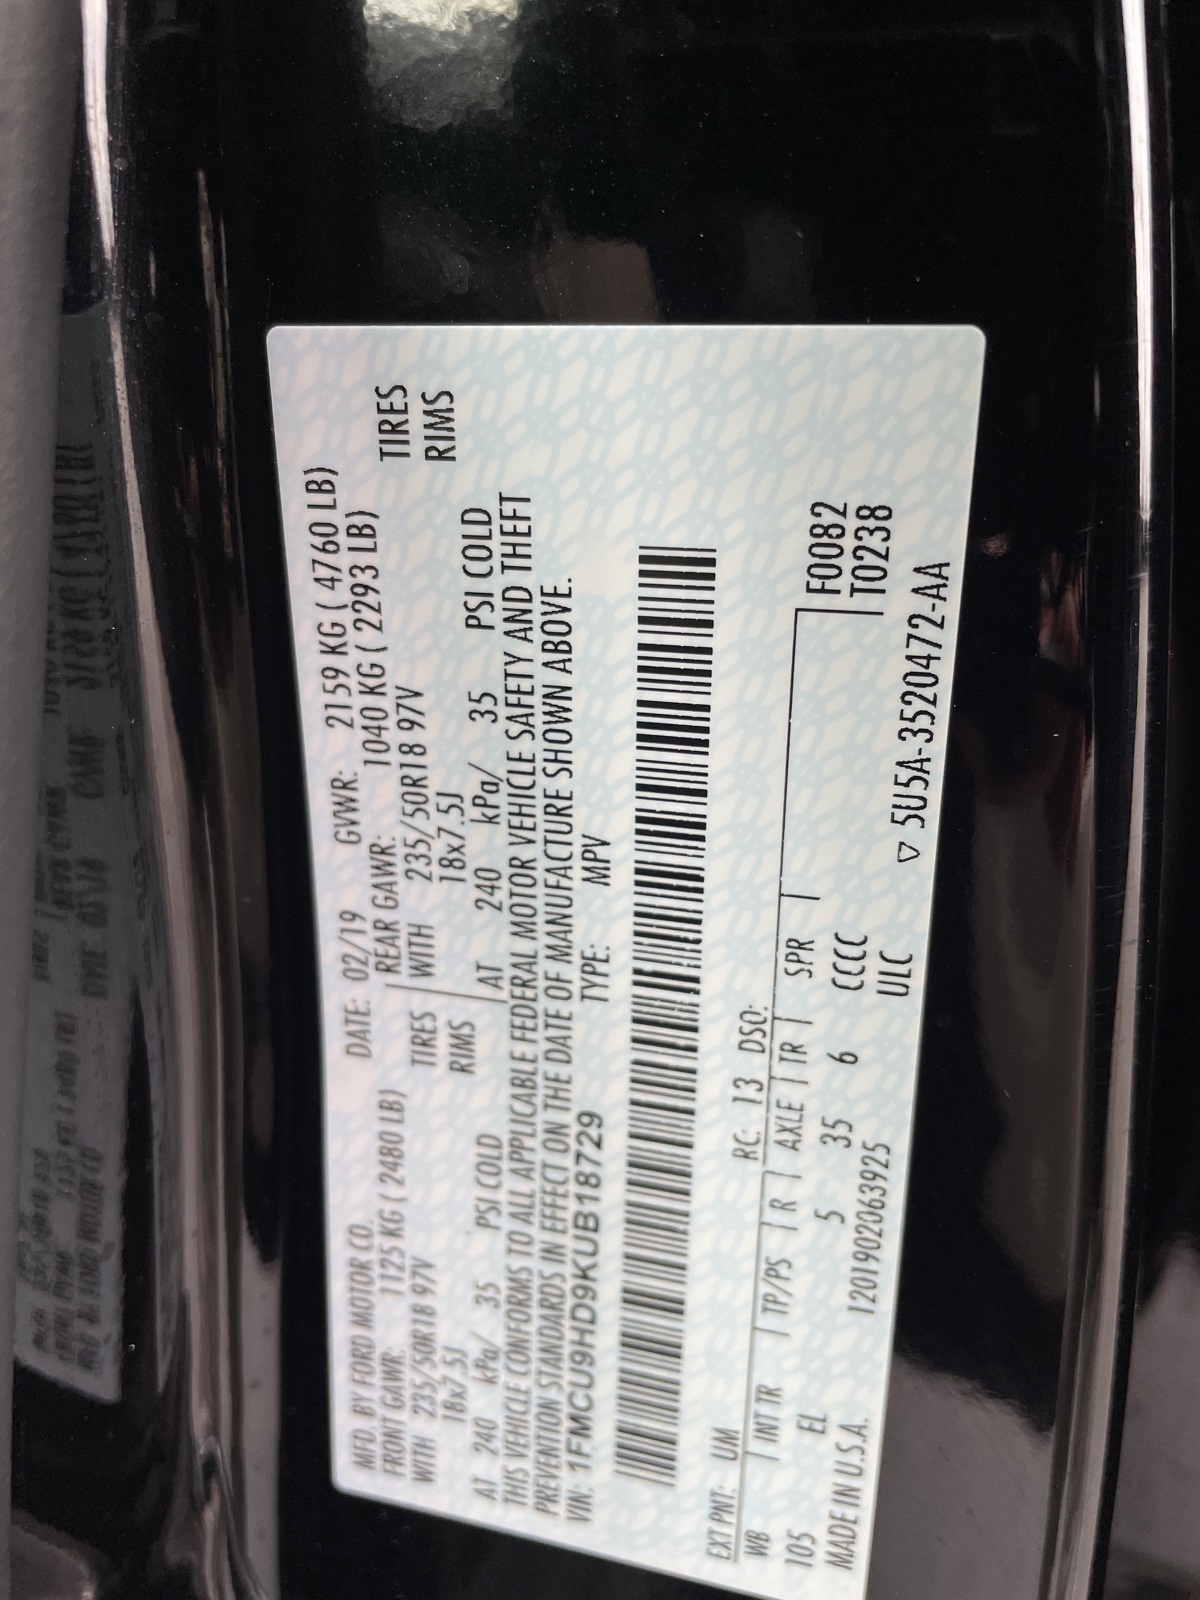 MFD. BY FORD MOTOR CO. DATE: 02/19 GVWR: 2159 KG ( 4760 LB)
FRONT GAWR: 1125 KG ( 2480 LB) REAR GAWR: 1040 KG ( 2293 LB)
WITH 235/50R18 97V TIRES WITH 235/50R18 97V TIRES
18x7.5J RIMS 18x7.5J RIMS
AT 240 kPa/ 35 PSI COLD AT 240 kPa/ 35 PSI COLD
THIS VEHICLE CONFORMS TO ALL APPLICABLE FEDERAL MOTOR VEHICLE SAFETY AND THEFT
PREVENTION STANDARDS IN EFFECT ON THE DATE OF MANUFACTURE SHOWN ABOVE.
VIN: 1FMCU9HD9KUB18729 TYPE: MPV
EXT PNT: UM RC: 13 DSO:
WB INT TR TP/PS R AXLE TR SPR F0082
105 EL 5 35 6 CCCC T0238
MADE IN U.S.A. 1201902063925 ULC
▽ 5U5A-3520472-AA